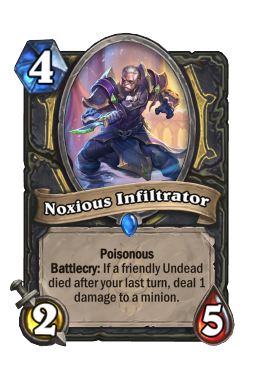 4
Noxious Infiltrator
Poisonous
Battlecry: If a friendly Undead
died after your last turn, deal 1
damage to a minion.
2
5